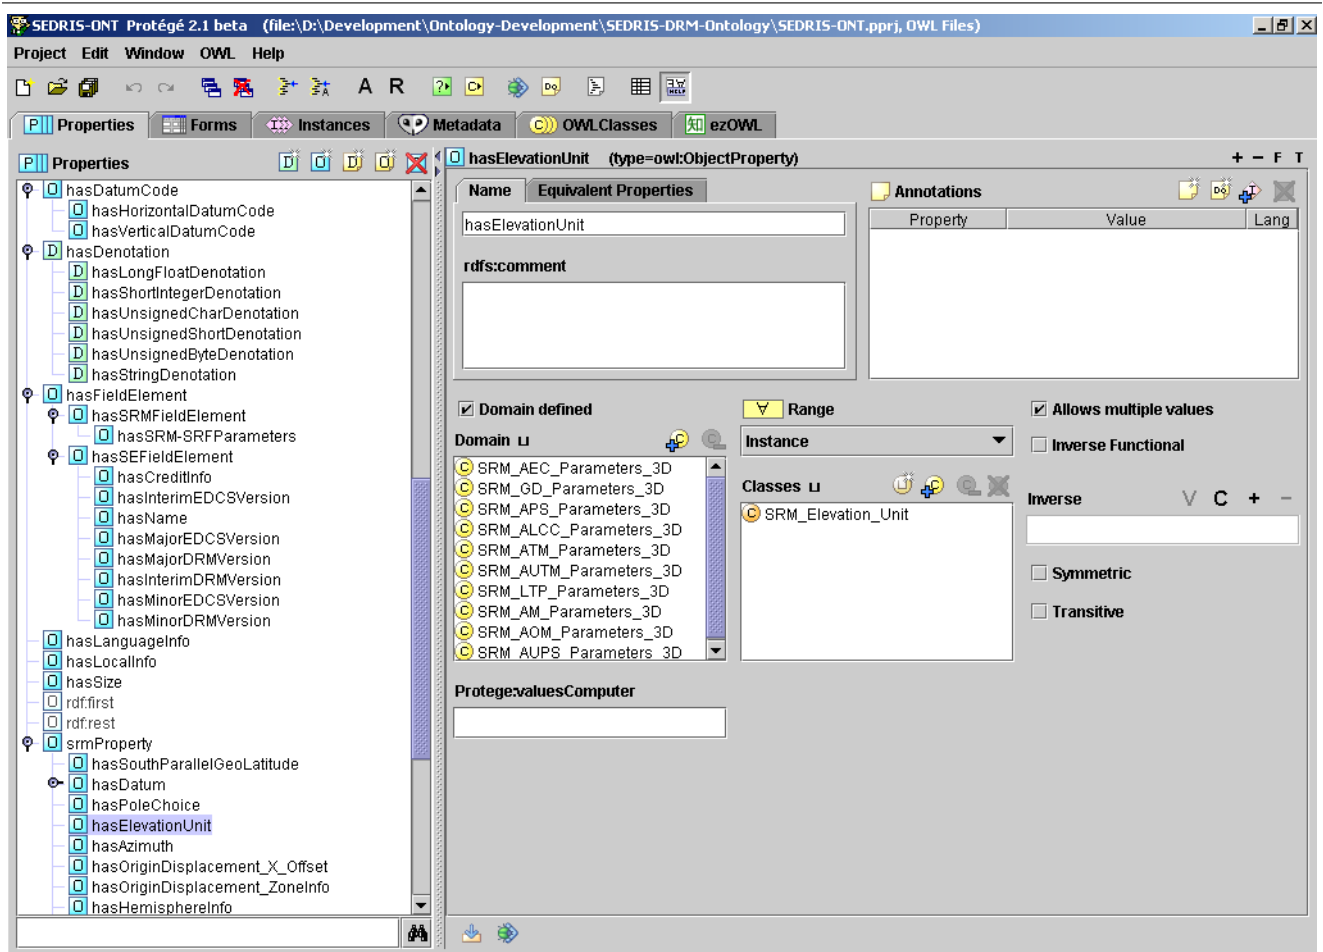 SEDRIS-ONT Protégé 2.1 beta (file:\D:\Development\Ontology-Development\SEDRIS-DRM-Ontology\SEDRIS-ONT.pprj, OWL Files)
Project Edit Window OWL Help
A R
P Properties Forms Instances Metadata C OWLClasses 知 ezOWL
P Properties
D O D O
D hasDatumCode
O hasHorizontalDatumCode
O hasVerticalDatumCode
D hasDenotation
D hasLongFloatDenotation
D hasShortIntegerDenotation
D hasUnsignedCharDenotation
D hasUnsignedShortDenotation
D hasUnsignedByteDenotation
D hasStringDenotation
O hasFieldElement
O hasSRMFieldElement
O hasSRM-SRFParameters
O hasSEFieldElement
O hasCreditInfo
O hasInterimEDCSVersion
O hasName
O hasMajorEDCSVersion
O hasMajorDRMVersion
O hasInterimDRMVersion
O hasMinorEDCSVersion
O hasMinorDRMVersion
O hasLanguageInfo
O hasLocalInfo
O hasSize
O rdf:first
O rdf:rest
O srmProperty
O hasSouthParallelGeoLatitude
O hasDatum
O hasPoleChoice
O hasElevationUnit
O hasAzimuth
O hasOriginDisplacement_X_Offset
O hasOriginDisplacement_ZoneInfo
O hasHemisphereInfo
O hasElevationUnit (type=owl:ObjectProperty)
+ − F T
Name Equivalent Properties
hasElevationUnit
rdfs:comment
Annotations
Property Value Lang
Domain defined
Domain ⊔
C SRM_AEC_Parameters_3D
C SRM_GD_Parameters_3D
C SRM_APS_Parameters_3D
C SRM_ALCC_Parameters_3D
C SRM_ATM_Parameters_3D
C SRM_AUTM_Parameters_3D
C SRM_LTP_Parameters_3D
C SRM_AM_Parameters_3D
C SRM_AOM_Parameters_3D
C SRM_AUPS_Parameters_3D
∀ Range
Instance
Classes ⊔
C SRM_Elevation_Unit
Allows multiple values
Inverse Functional
Inverse V C + −
Symmetric
Transitive
Protege:valuesComputer